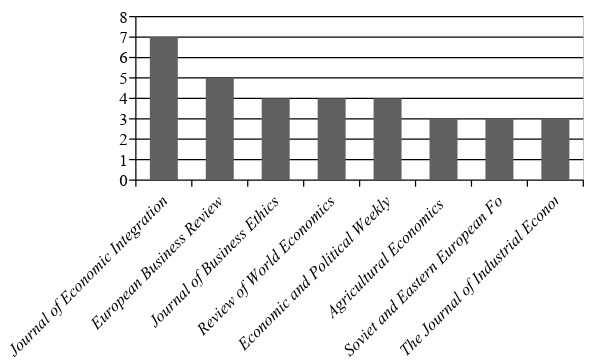 8
7
6
5
4
3
2
1
0
Journal of Economic Integration
European Business Review
Journal of Business Ethics
Review of World Economics
Economic and Political Weekly
Agricultural Economics
Soviet and Eastern European Fo
The Journal of Industrial Econor